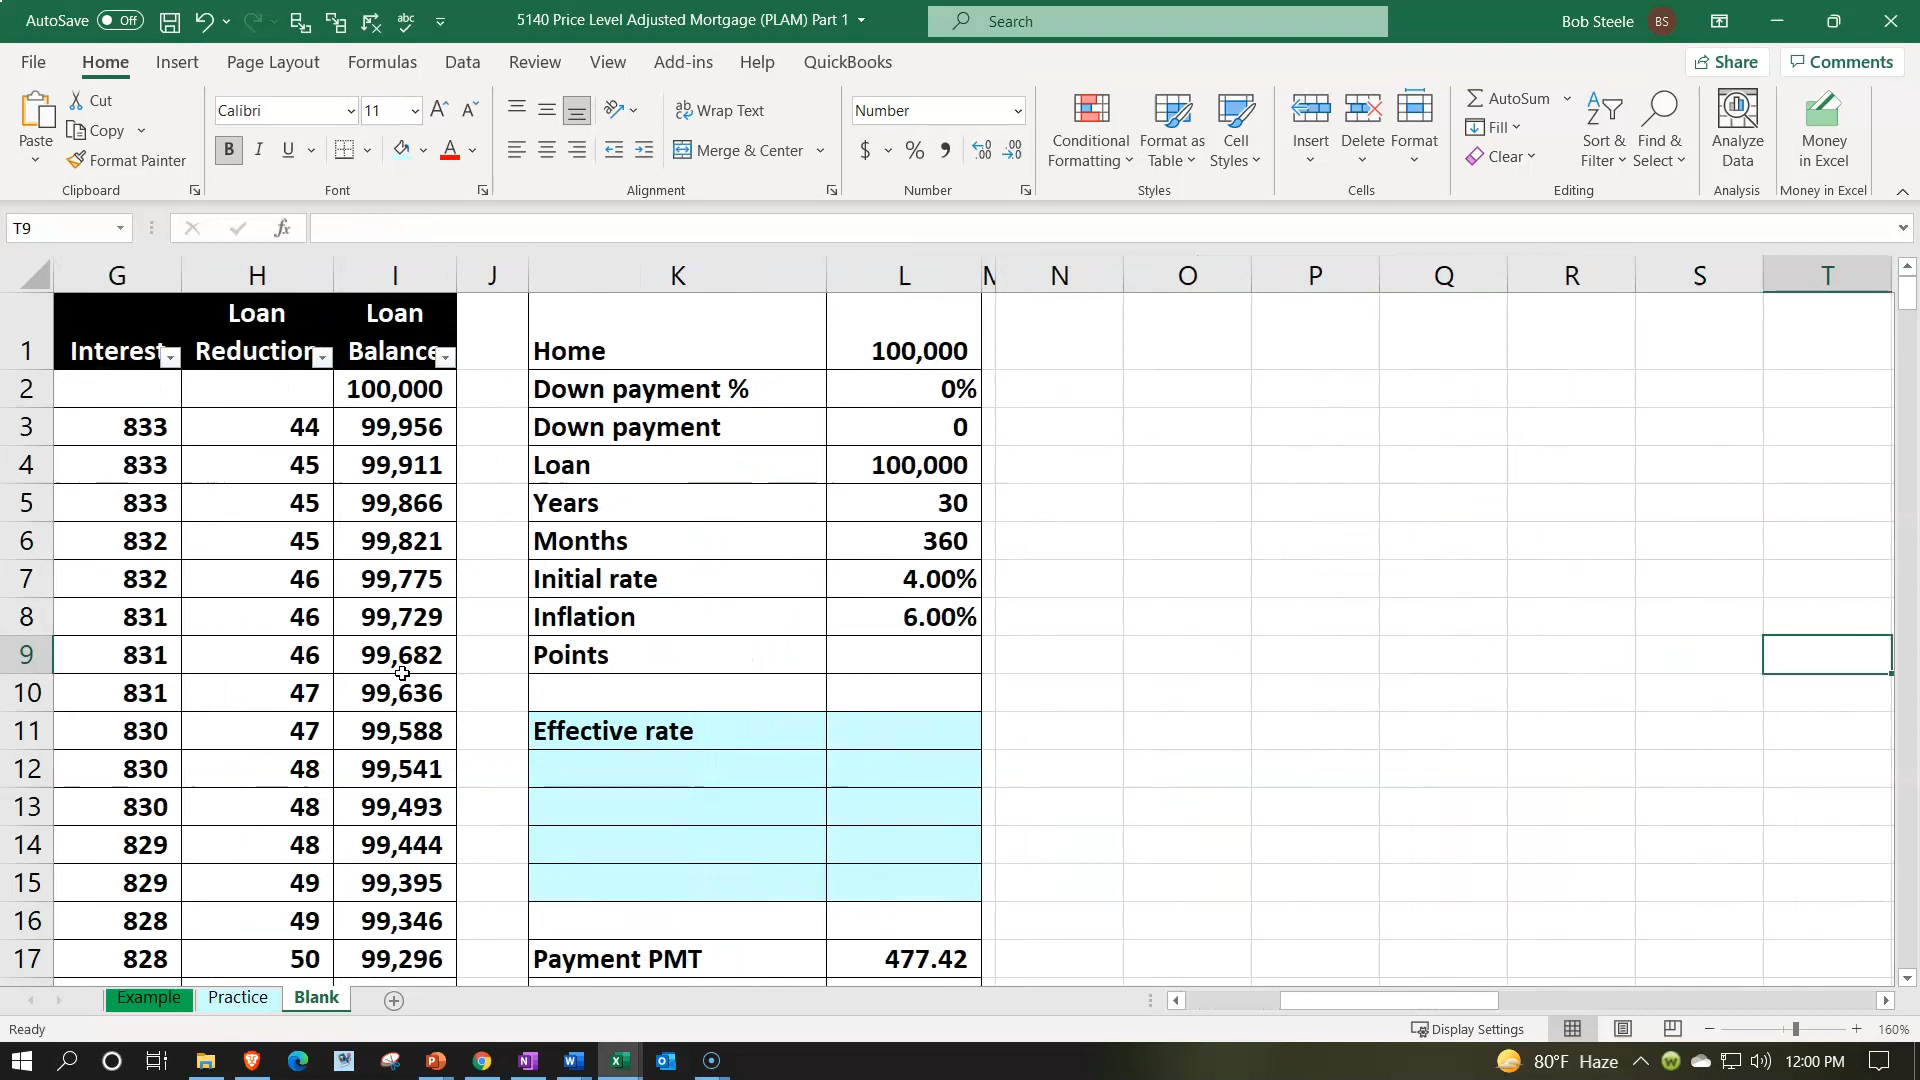 AutoSave Off 5140 Price Level Adjusted Mortgage (PLAM) Part 1 Search Bob Steele BS
File Home Insert Page Layout Formulas Data Review View Add-ins Help QuickBooks Share Comments
Paste Cut Copy Format Painter Clipboard
Calibri 11 B I U A Font
Wrap Text Merge & Center Alignment
Number $ % Number
Conditional Formatting Format as Table Cell Styles Styles
Insert Delete Format Cells
AutoSum Fill Clear Sort & Filter Find & Select Editing
Analyze Data Analysis
Money in Excel Money in Excel
T9 fx
G H I J K L M N O P Q R S T
1 Interest Loan Reduction Loan Balance Home 100,000
2 100,000 Down payment % 0%
3 833 44 99,956 Down payment 0
4 833 45 99,911 Loan 100,000
5 833 45 99,866 Years 30
6 832 45 99,821 Months 360
7 832 46 99,775 Initial rate 4.00%
8 831 46 99,729 Inflation 6.00%
9 831 46 99,682 Points
10 831 47 99,636
11 830 47 99,588 Effective rate
12 830 48 99,541
13 830 48 99,493
14 829 48 99,444
15 829 49 99,395
16 828 49 99,346
17 828 50 99,296 Payment PMT 477.42
Example Practice Blank
Ready Display Settings 160%
80°F Haze 12:00 PM